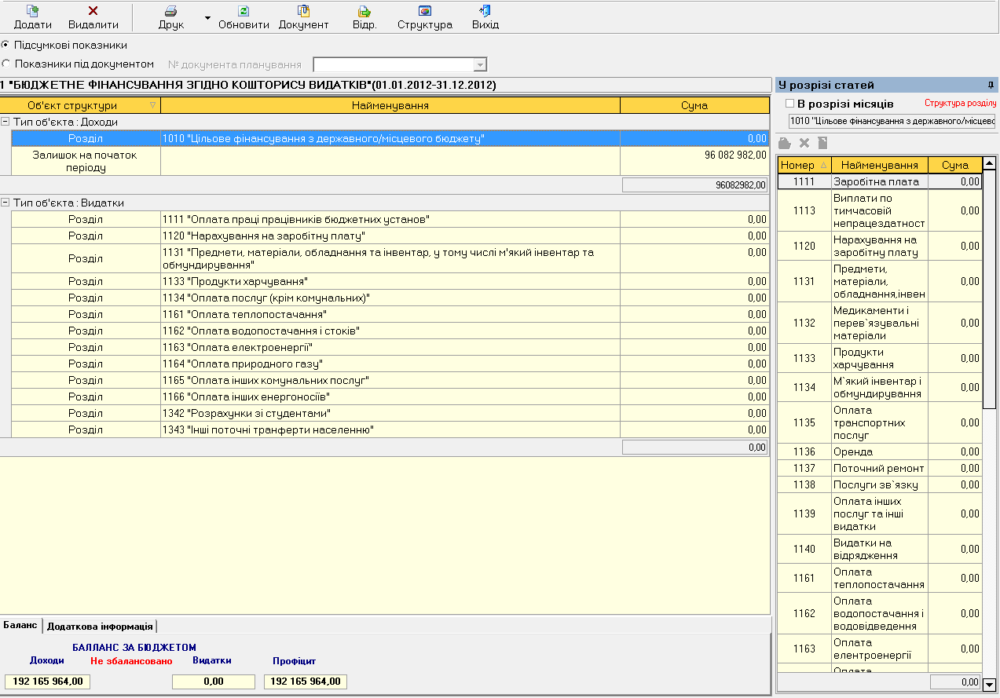 Додати Видалити Друк Обновити Документ Відр. Структура Вихід
Підсумкові показники
Показники під документом № документа планування
1 "БЮДЖЕТНЕ ФІНАНСУВАННЯ ЗГІДНО КОШТОРИСУ ВИДАТКІВ"(01.01.2012-31.12.2012)
Об'єкт структури Найменування Сума
Тип об'єкта : Доходи
Розділ 1010 "Цільове фінансування з державного/місцевого бюджету" 0,00
Залишок на початок 96 082 982,00
періоду
96082982,00
Тип об'єкта : Видатки
Розділ 1111 "Оплата праці працівників бюджетних установ" 0,00
Розділ 1120 "Нарахування на заробітну плату" 0,00
Розділ 1131 "Предмети, матеріали, обладнання та інвентар, у тому числі м'який інвентар та 0,00
обмундирування"
Розділ 1133 "Продукти харчування" 0,00
Розділ 1134 "Оплата послуг (крім комунальних)" 0,00
Розділ 1161 "Оплата теплопостачання" 0,00
Розділ 1162 "Оплата водопостачання і стоків" 0,00
Розділ 1163 "Оплата електроенергії" 0,00
Розділ 1164 "Оплата природного газу" 0,00
Розділ 1165 "Оплата інших комунальних послуг" 0,00
Розділ 1166 "Оплата інших енергоносіїв" 0,00
Розділ 1342 "Розрахунки зі студентами" 0,00
Розділ 1343 "Інші поточні транферти населенню" 0,00
0,00
Баланс Додаткова інформація
БАЛЛАНС ЗА БЮДЖЕТОМ
Доходи Не збалансовано Видатки Профіцит
192 165 964,00 0,00 192 165 964,00
У розрізі статей
В розрізі місяців Структура розділу
1010 "Цільове фінансування з державного/місцево
Номер Найменування Сума
1111 Заробітна плата 0,00
Виплати по
1113 тимчасовій 0,00
непрацездатност
1120 Нарахування на 0,00
заробітну плату
Предмети,
1131 матеріали, 0,00
обладнання,інвен
Медикаменти і
1132 перев`язувальні 0,00
матеріали
1133 Продукти 0,00
харчування
1134 М`який інвентар і 0,00
обмундирування
Оплата
1135 транспортних 0,00
послуг
1136 Оренда 0,00
1137 Поточний ремонт 0,00
1138 Послуги зв`язку 0,00
Оплата інших
1139 послуг та інші 0,00
видатки
1140 Видатки на 0,00
відрядження
1161 Оплата 0,00
теплопостачання
Оплата
1162 водопостачання і 0,00
водовідведення
1163 Оплата 0,00
елентроенергії
Оплата
0,00